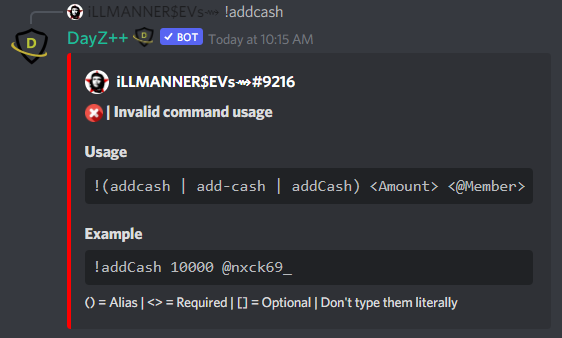 iLLMANNER$EVs⇝ !addcash
D DayZ++ D ✔ BOT Today at 10:15 AM
iLLMANNER$EVs⇝#9216
❌ | Invalid command usage
Usage
!(addcash | add-cash | addCash) <Amount> <@Member>
Example
!addCash 10000 @nxck69_
() = Alias | <> = Required | [] = Optional | Don't type them literally